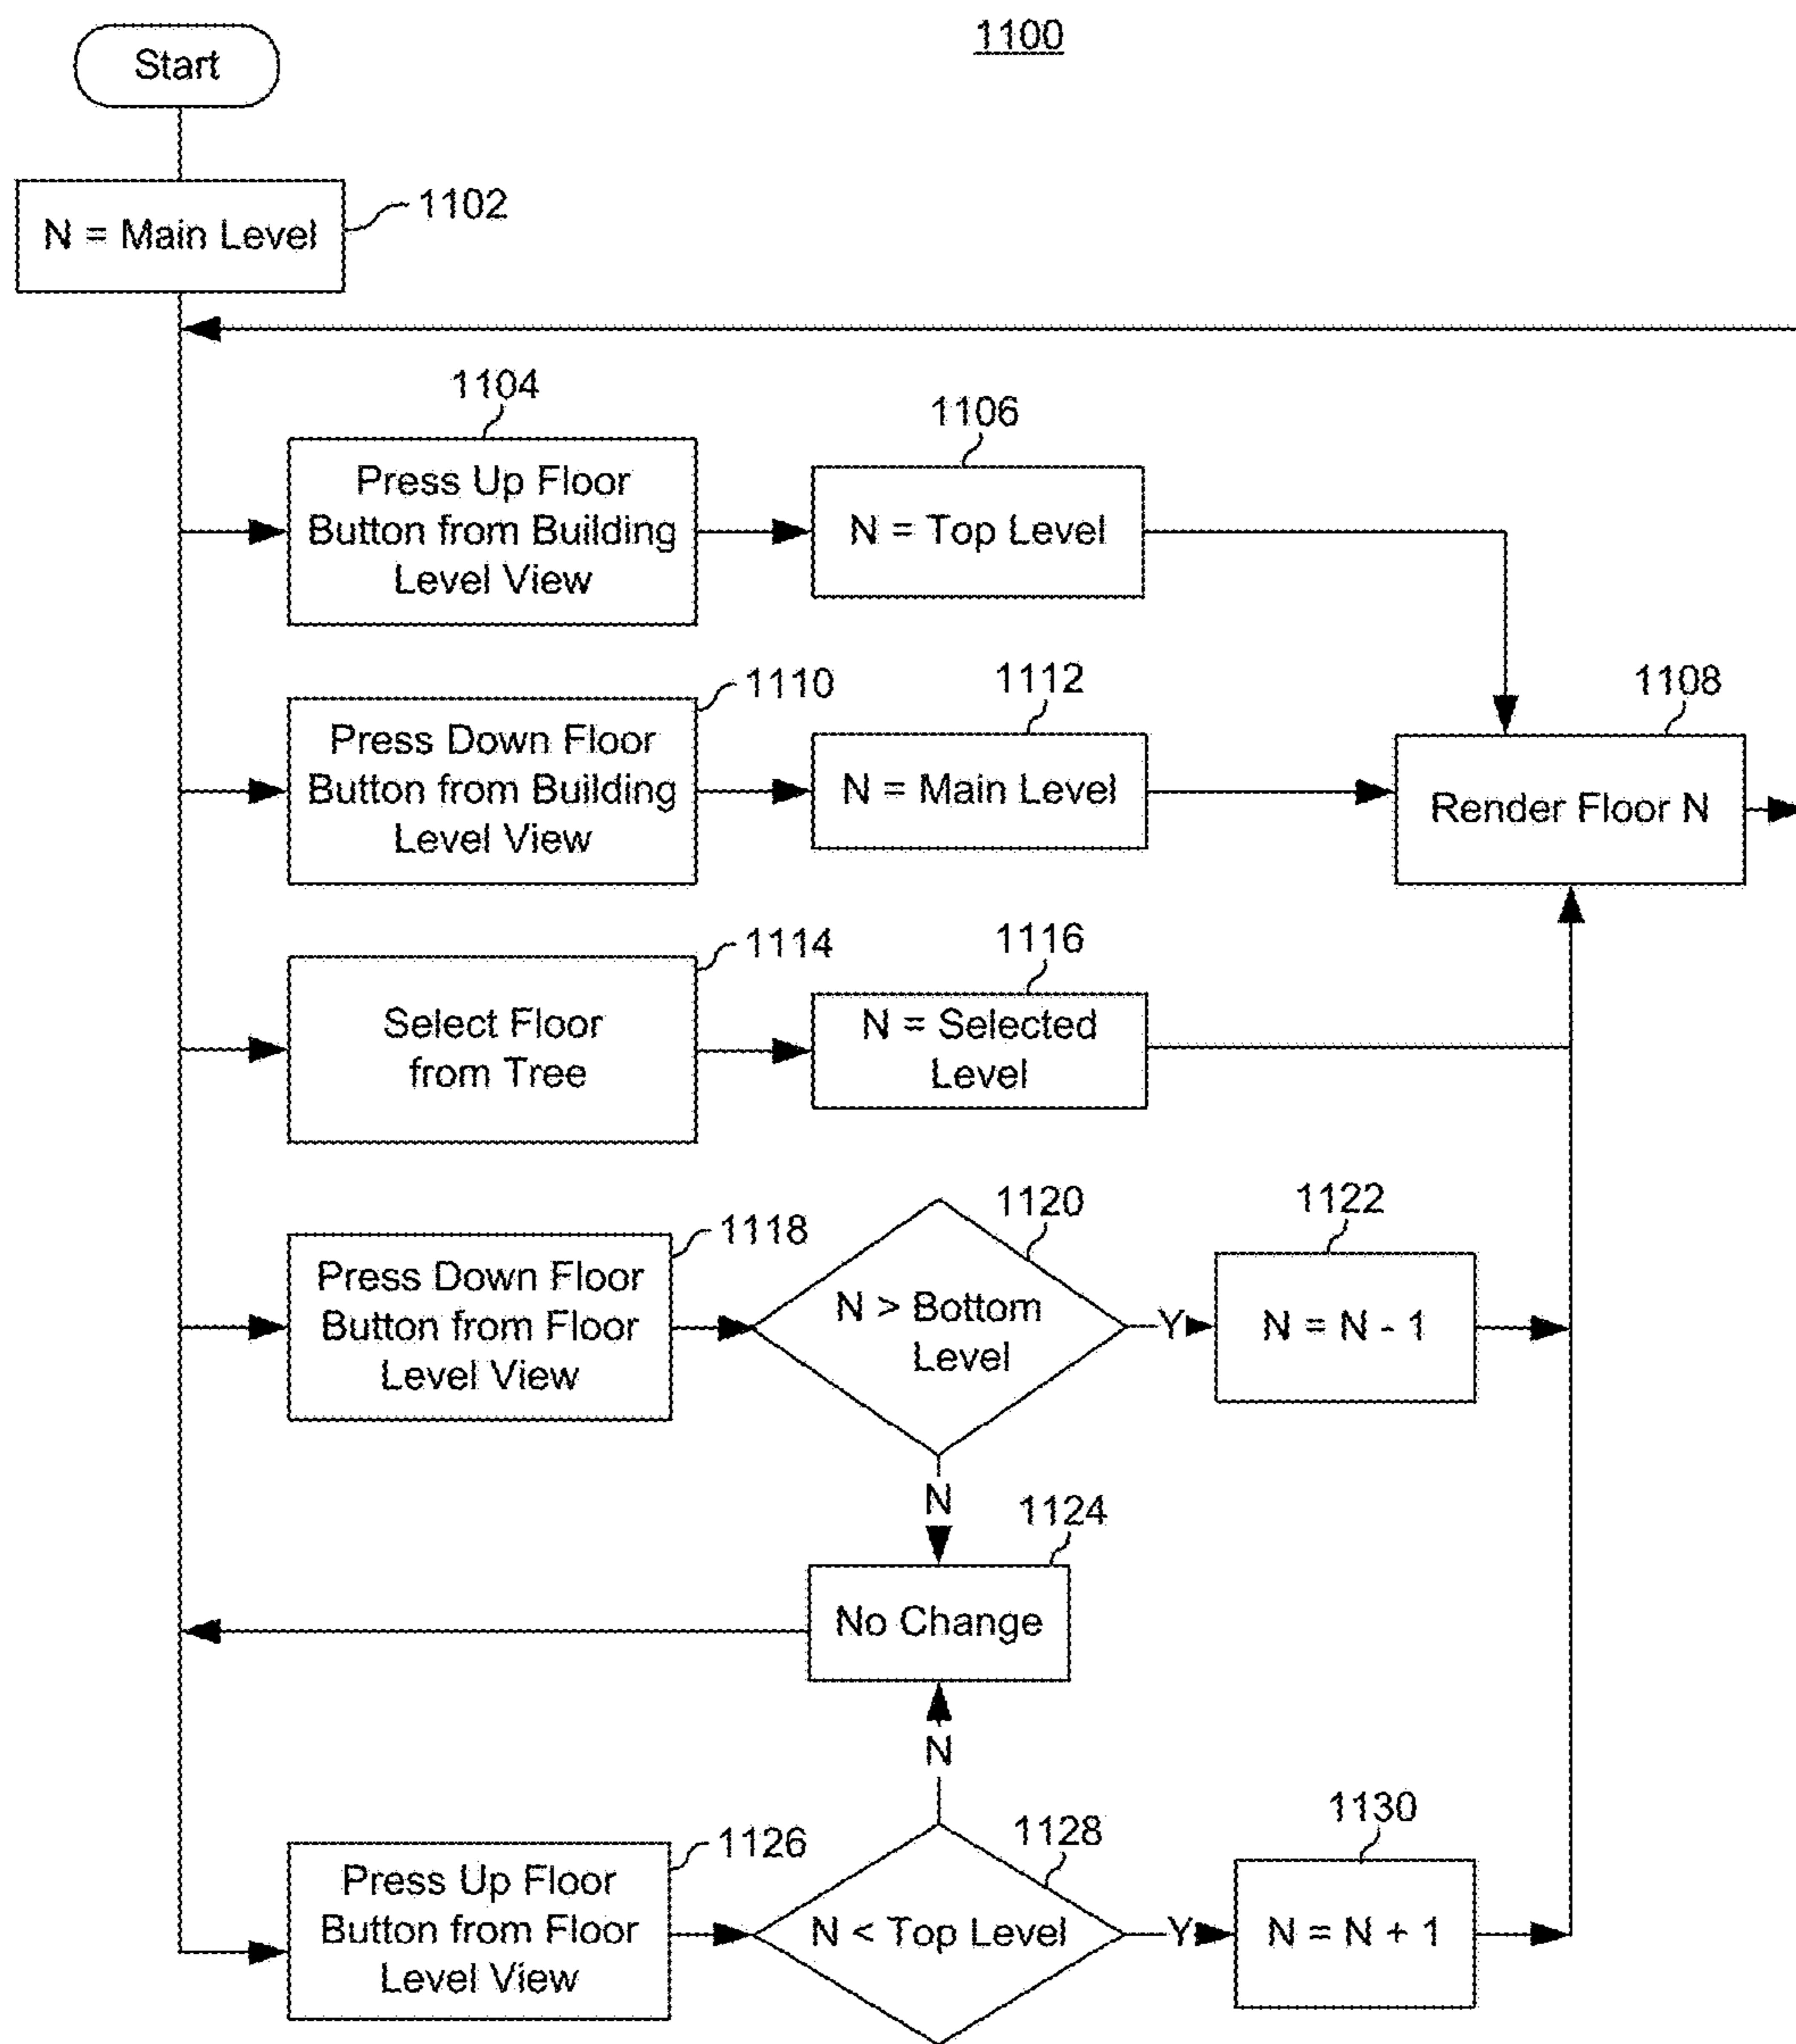 1100
Start
1102
N = Main Level
1104
Press Up Floor
Button from Building
Level View
1106
N = Top Level
1108
Render Floor N
1110
Press Down Floor
Button from Building
Level View
1112
N = Main Level
1114
Select Floor
from Tree
1116
N = Selected
Level
1118
Press Down Floor
Button from Floor
Level View
1120
N > Bottom
Level
Y
1122
N = N - 1
N
1124
No Change
N
1126
Press Up Floor
Button from Floor
Level View
1128
N < Top Level
Y
1130
N = N + 1